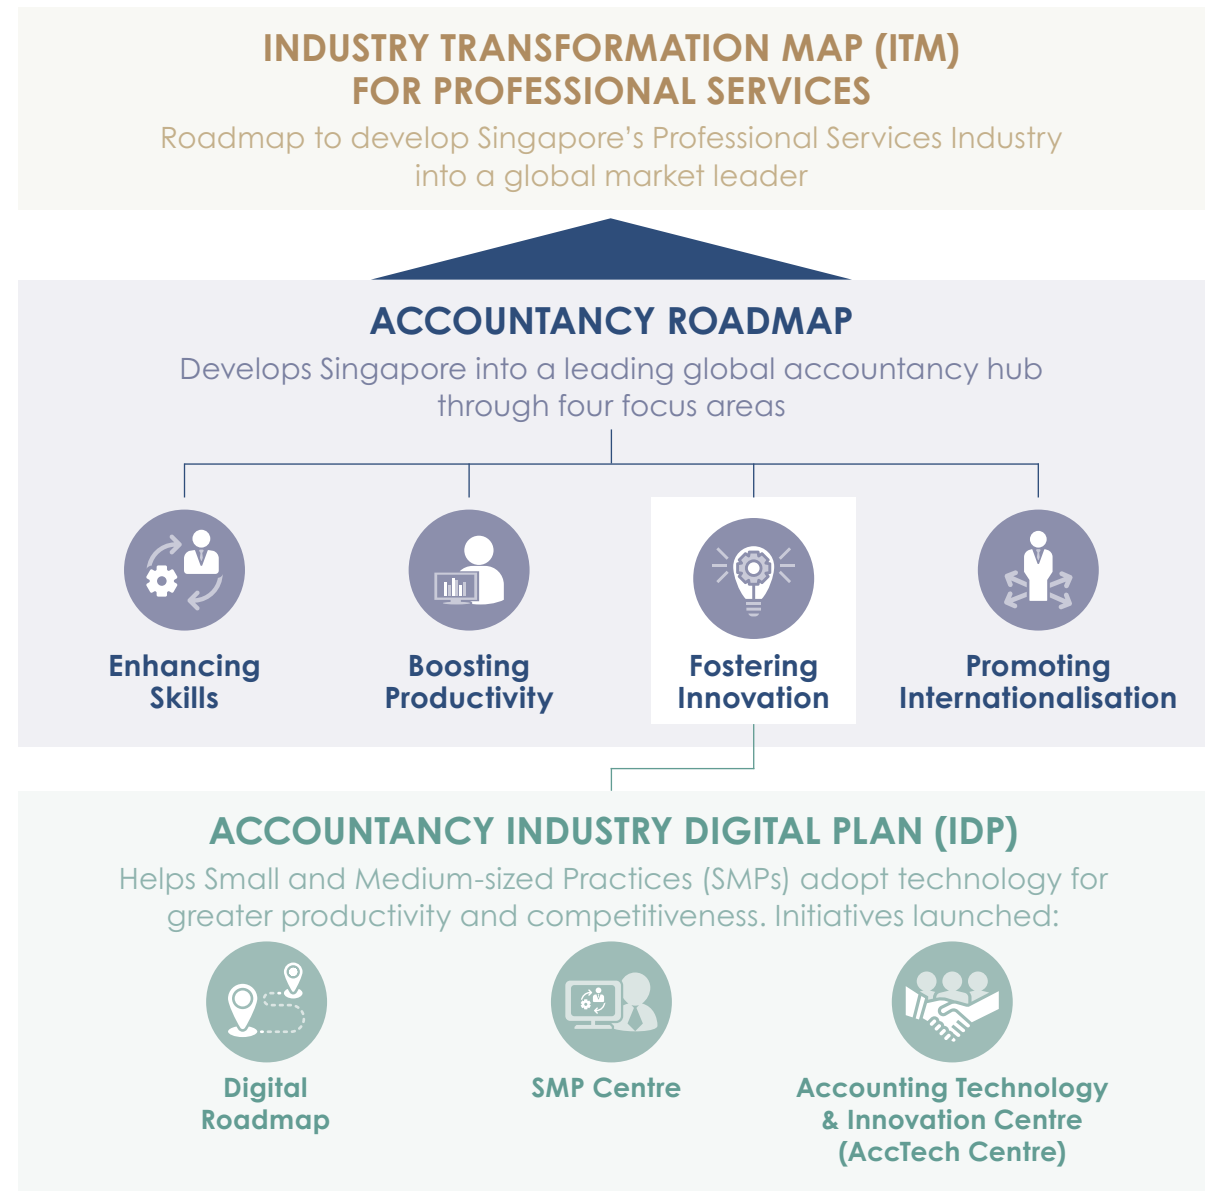 INDUSTRY TRANSFORMATION MAP (ITM)
FOR PROFESSIONAL SERVICES
Roadmap to develop Singapore's Professional Services Industry
into a global market leader
ACCOUNTANCY ROADMAP
Develops Singapore into a leading global accountancy hub
through four focus areas
Enhancing
Skills
Boosting
Productivity
Fostering
Innovation
Promoting
Internationalisation
ACCOUNTANCY INDUSTRY DIGITAL PLAN (IDP)
Helps Small and Medium-sized Practices (SMPs) adopt technology for
greater productivity and competitiveness. Initiatives launched:
Digital
Roadmap
SMP Centre
Accounting Technology
& Innovation Centre
(AccTech Centre)